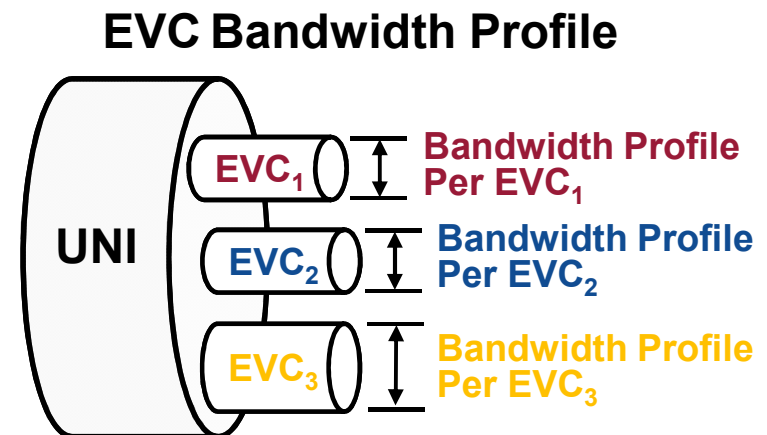 EVC Bandwidth Profile
UNI
EVC₁
Bandwidth Profile
Per EVC₁
EVC₂
Bandwidth Profile
Per EVC₂
EVC₃
Bandwidth Profile
Per EVC₃